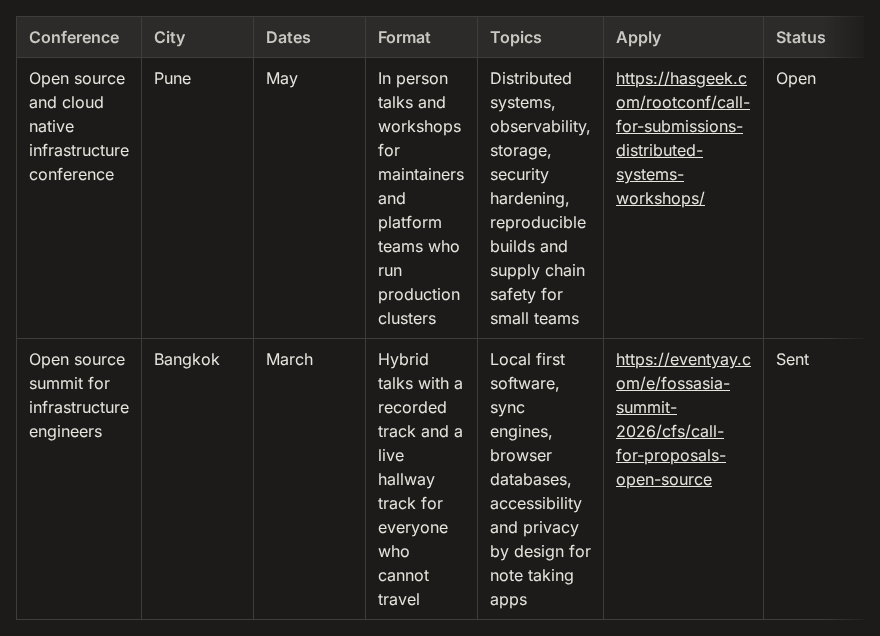 Conference City Dates Format Topics Apply Status
Open source
and cloud
native
infrastructure
conference
Pune
May
In person
talks and
workshops
for
maintainers
and
platform
teams who
run
production
clusters
Distributed
systems,
observability,
storage,
security
hardening,
reproducible
builds and
supply chain
safety for
small teams
https://hasgeek.c
om/rootconf/call-
for-submissions-
distributed-
systems-
workshops/
Open
Open source
summit for
infrastructure
engineers
Bangkok
March
Hybrid
talks with a
recorded
track and a
live
hallway
track for
everyone
who
cannot
travel
Local first
software,
sync
engines,
browser
databases,
accessibility
and privacy
by design for
note taking
apps
https://eventyay.c
om/e/fossasia-
summit-
2026/cfs/call-
for-proposals-
open-source
Sent